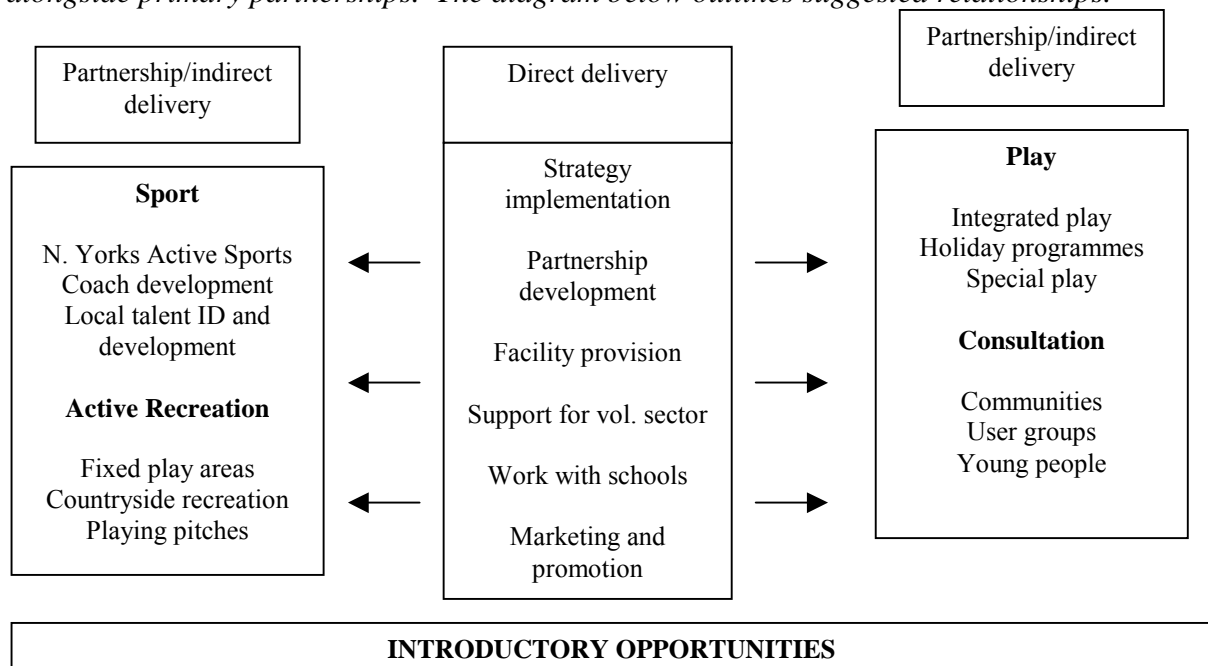 alongside primary partnerships. The diagram below outlines suggested relationships.
Partnership/indirect
delivery
Direct delivery
Partnership/indirect
delivery
Sport
N. Yorks Active Sports
Coach development
Local talent ID and
development
Active Recreation
Fixed play areas
Countryside recreation
Playing pitches
Strategy
implementation
Partnership
development
Facility provision
Support for vol. sector
Work with schools
Marketing and
promotion
Play
Integrated play
Holiday programmes
Special play
Consultation
Communities
User groups
Young people
INTRODUCTORY OPPORTUNITIES